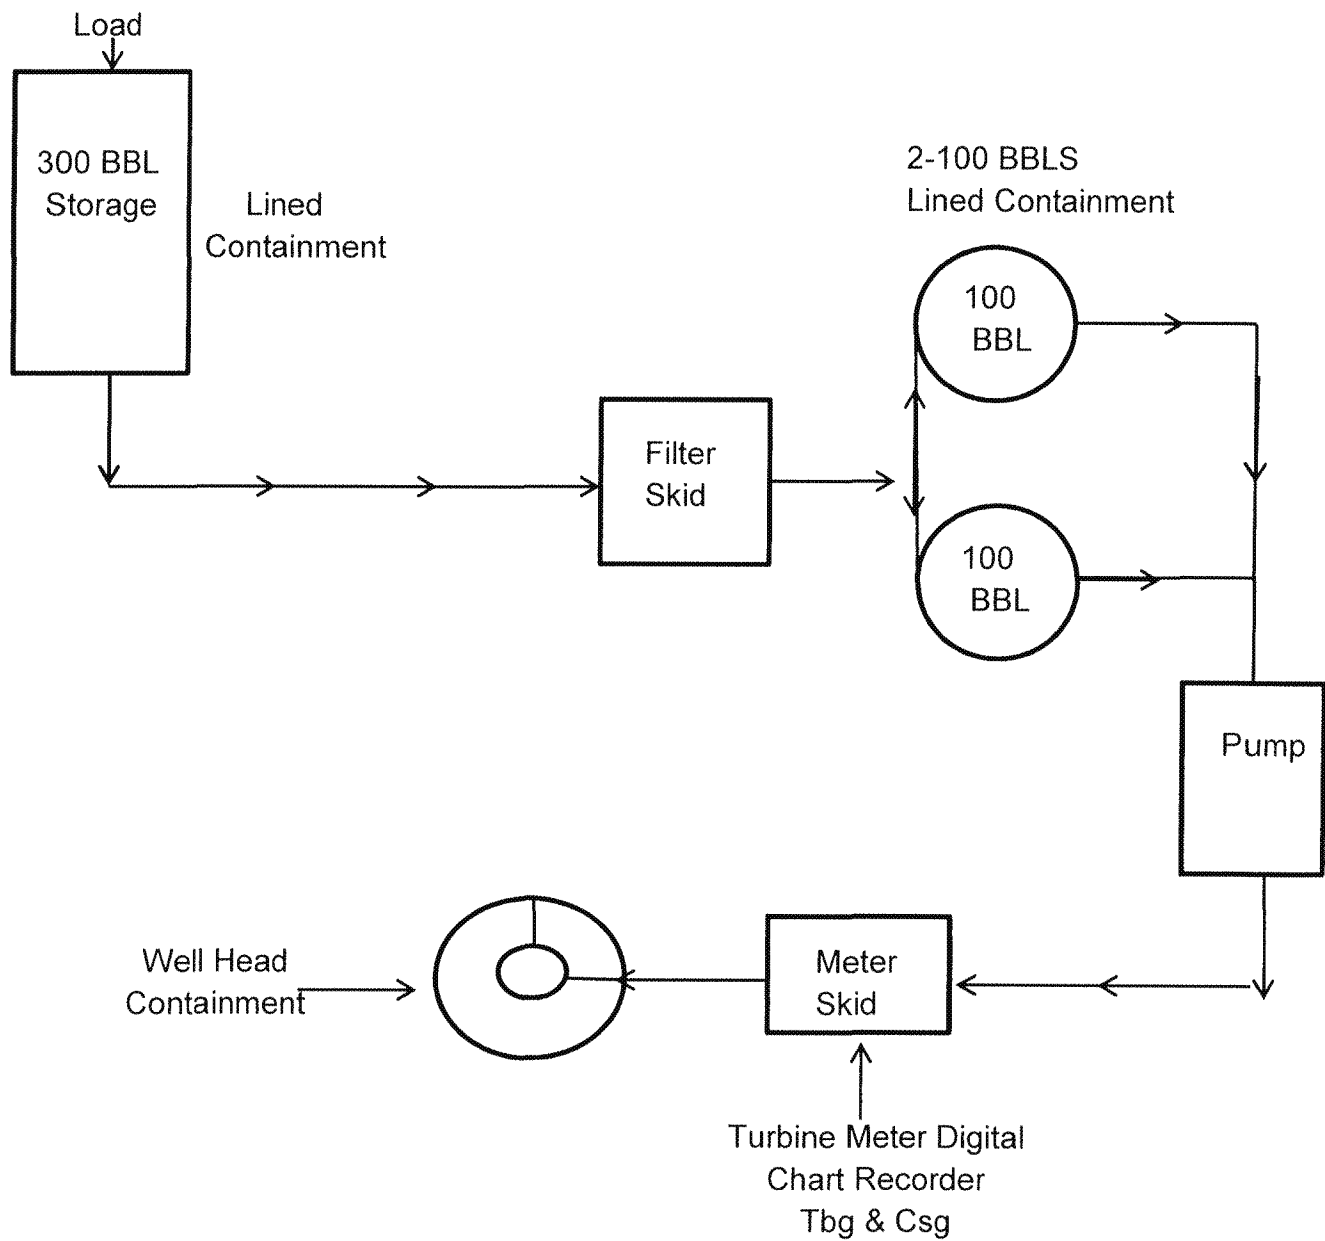 Load
300 BBL
Storage
Lined
Containment
2-100 BBLS
Lined Containment
100
BBL
Filter
Skid
100
BBL
Pump
Well Head
Containment
Meter
Skid
Turbine Meter Digital
Chart Recorder
Tbg & Csg